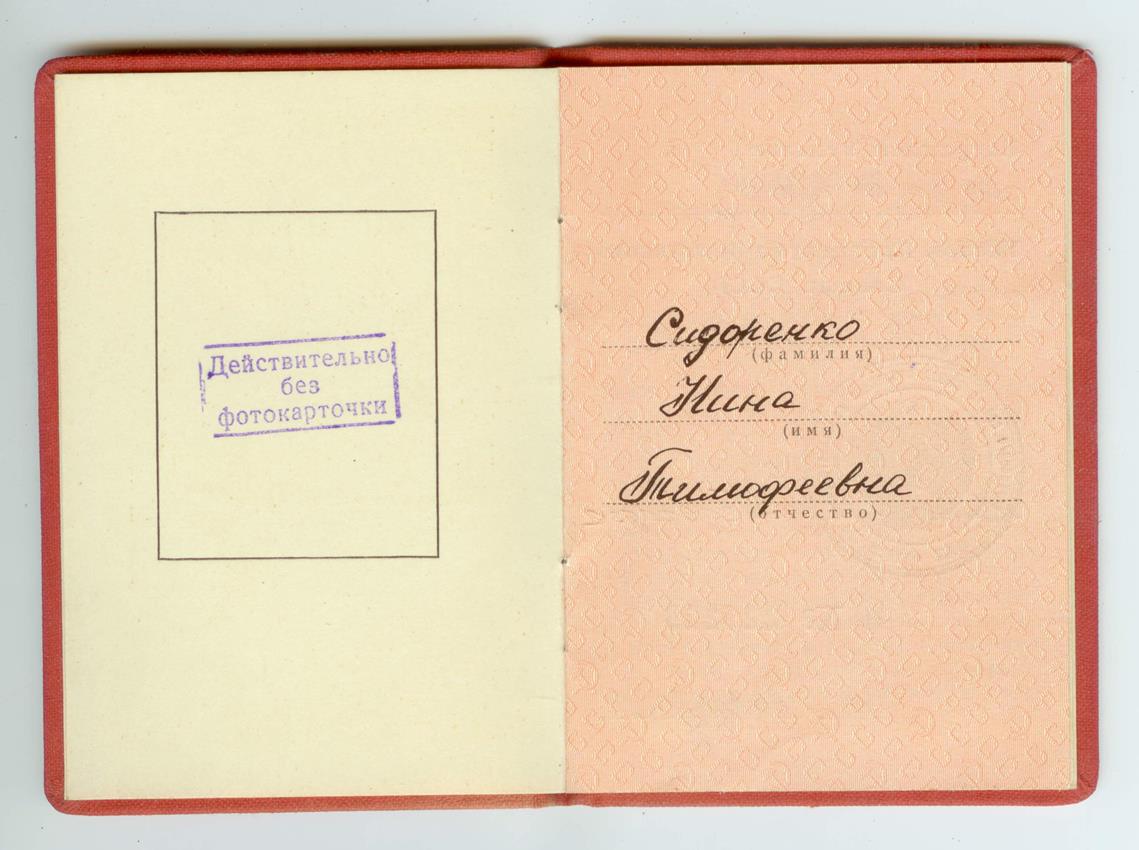 Действительно
без
фотокарточки
Сидоренко
(фамилия)
Нина
(имя)
Тимофеевна
(отчество)